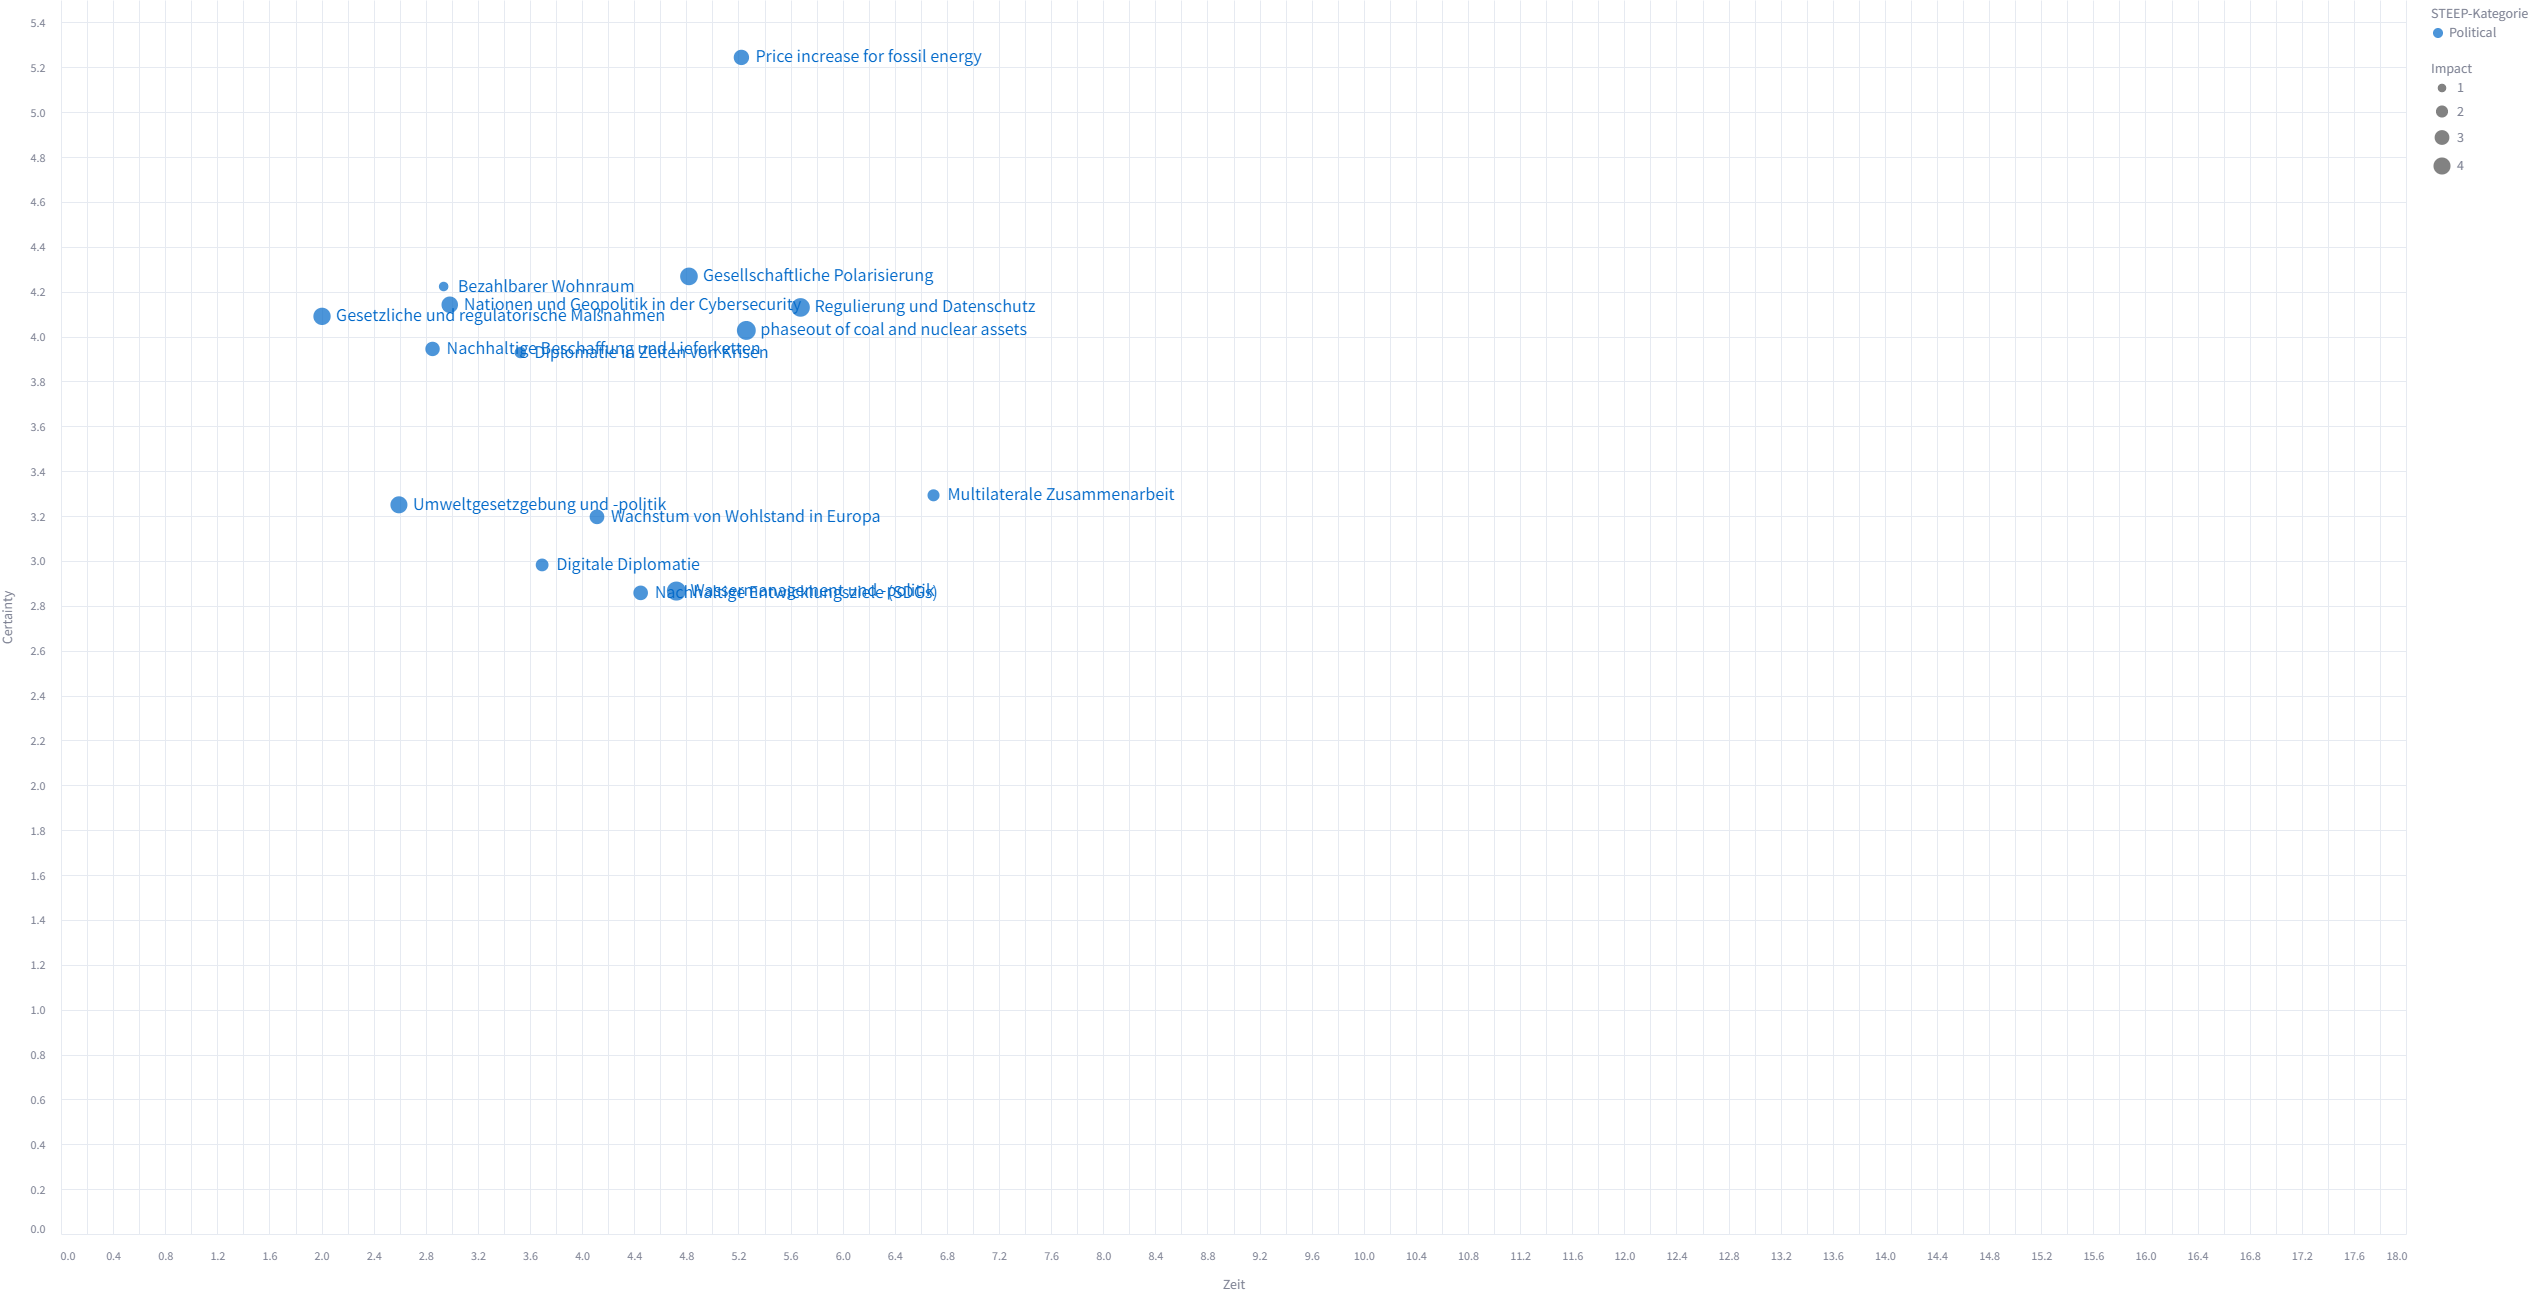 STEEP-Kategorie
Political
Impact
1
2
3
4
5.4
5.2
5.0
4.8
4.6
4.4
4.2
4.0
3.8
3.6
3.4
3.2
3.0
2.8
2.6
2.4
2.2
2.0
1.8
1.6
1.4
1.2
1.0
0.8
0.6
0.4
0.2
0.0
Certainty
Price increase for fossil energy
Gesellschaftliche Polarisierung
Bezahlbarer Wohnraum
Nationen und Geopolitik in der Cybersecurity
Regulierung und Datenschutz
Gesetzliche und regulatorische Maßnahmen
phaseout of coal and nuclear assets
Nachhaltige Beschaffung und Lieferketten
Diplomatie in Zeiten von Krisen
Multilaterale Zusammenarbeit
Umweltgesetzgebung und -politik
Wachstum von Wohlstand in Europa
Digitale Diplomatie
Wassermanagement und -politik
Nachhaltige Entwicklungsziele (SDGs)
0.0 0.4 0.8 1.2 1.6 2.0 2.4 2.8 3.2 3.6 4.0 4.4 4.8 5.2 5.6 6.0 6.4 6.8 7.2 7.6 8.0 8.4 8.8 9.2 9.6 10.0 10.4 10.8 11.2 11.6 12.0 12.4 12.8 13.2 13.6 14.0 14.4 14.8 15.2 15.6 16.0 16.4 16.8 17.2 17.6 18.0
Zeit